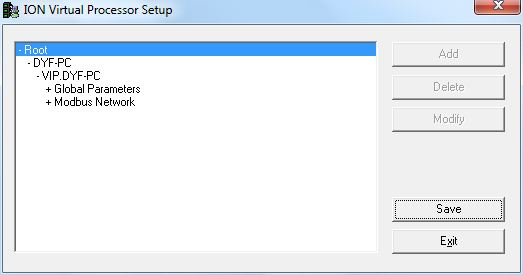 ION Virtual Processor Setup
- Root
- DYF-PC
- VIP.DYF-PC
+ Global Parameters
+ Modbus Network
Add
Delete
Modify
Save
Exit